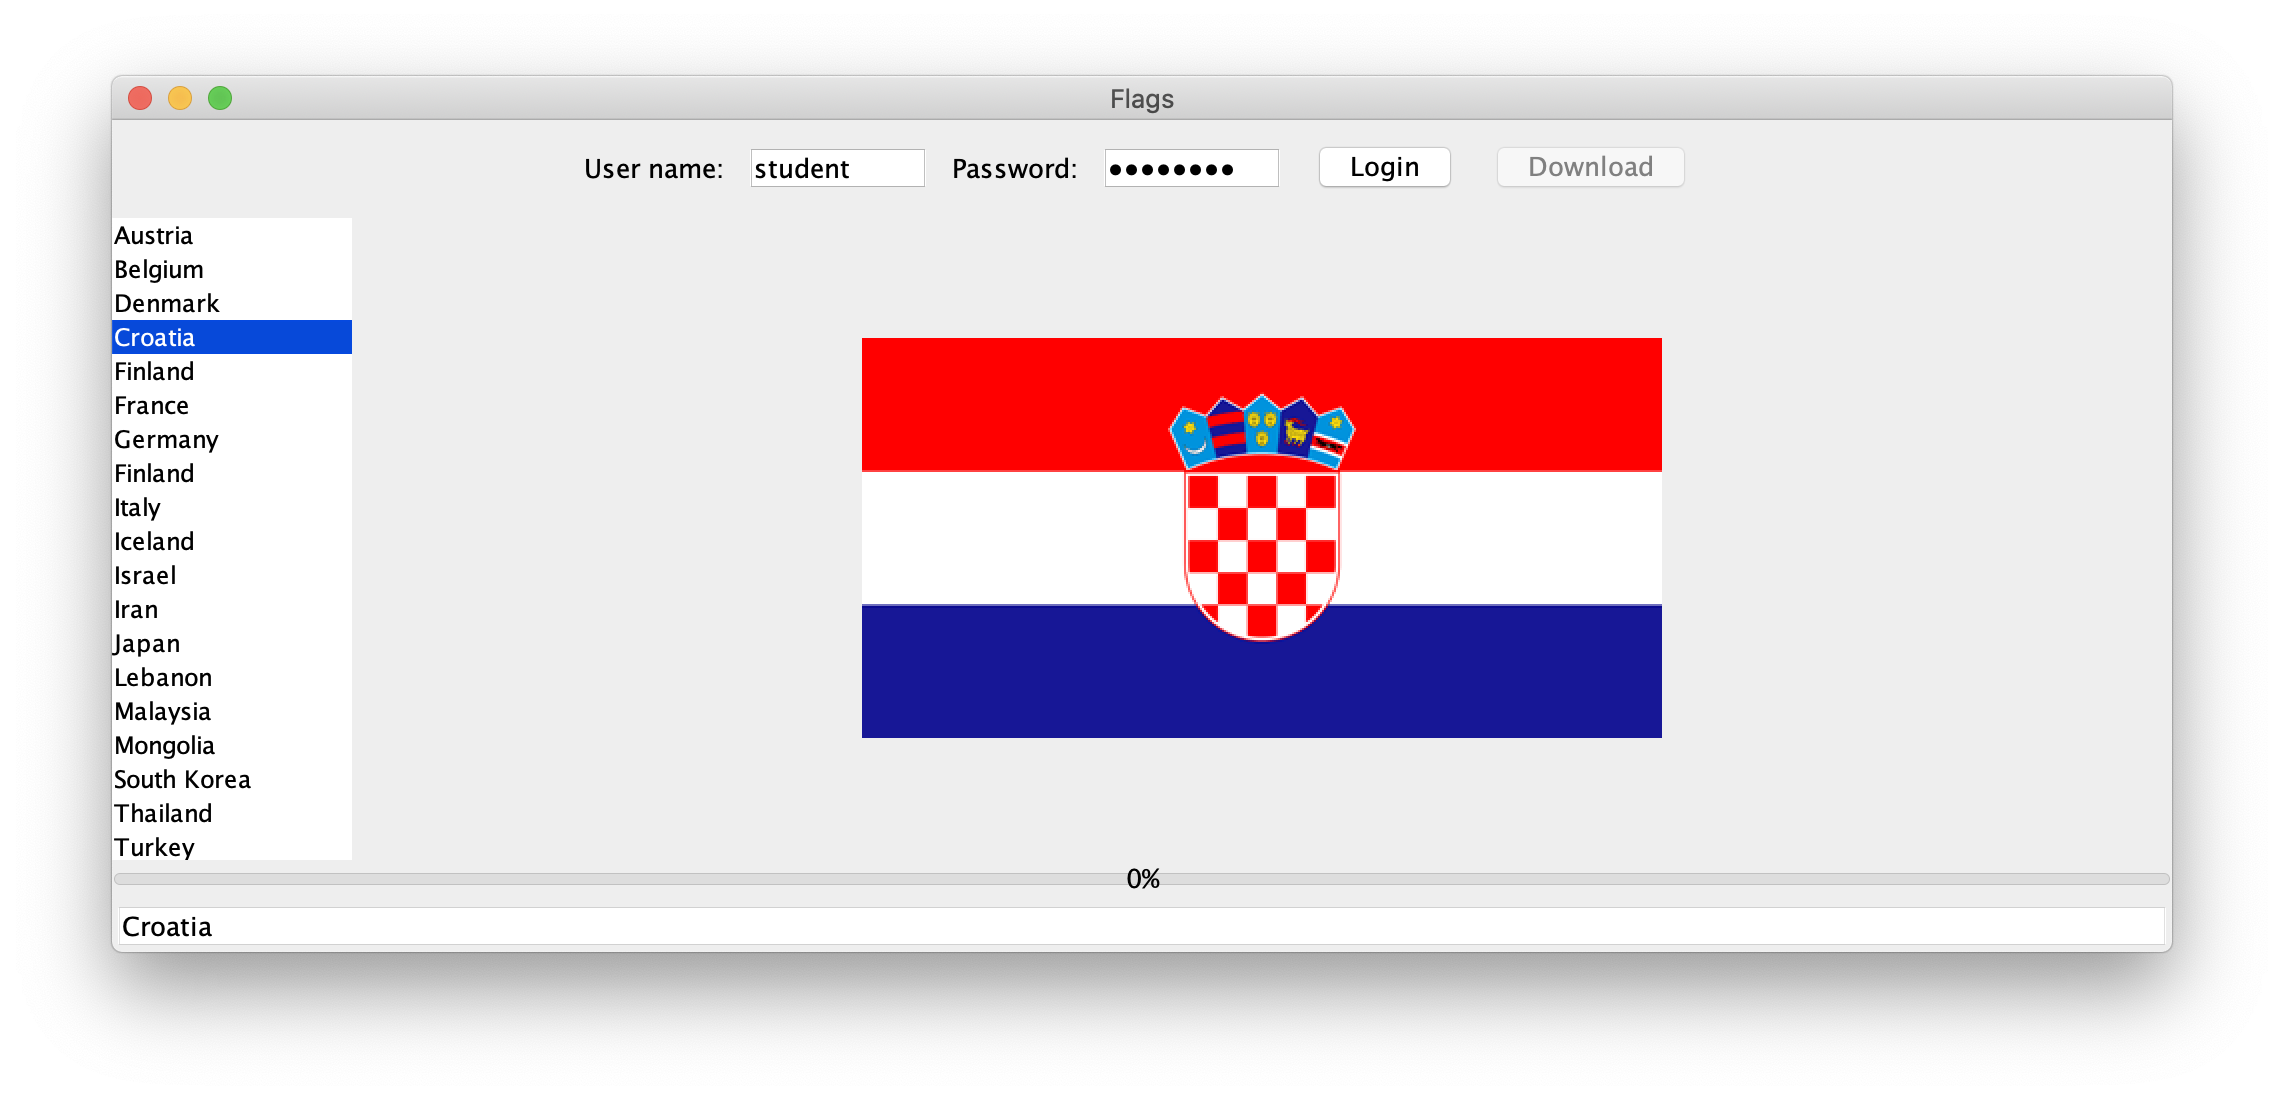 Flags
User name: student Password: •••••••• Login Download
Austria
Belgium
Denmark
Croatia
Finland
France
Germany
Finland
Italy
Iceland
Israel
Iran
Japan
Lebanon
Malaysia
Mongolia
South Korea
Thailand
Turkey
0%
Croatia